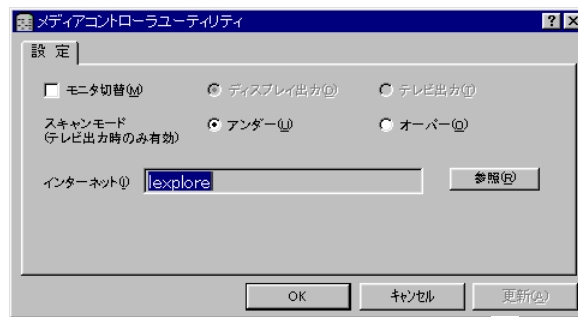 メディアコントローラユーティリティ
設 定
モニタ切替(M) ディスプレイ出力(D) テレビ出力(T)
スキャンモード アンダー(U) オーバー(O)
(テレビ出力時のみ有効)
インターネット(I) Iexplore 参照(R)
OK キャンセル 更新(A)